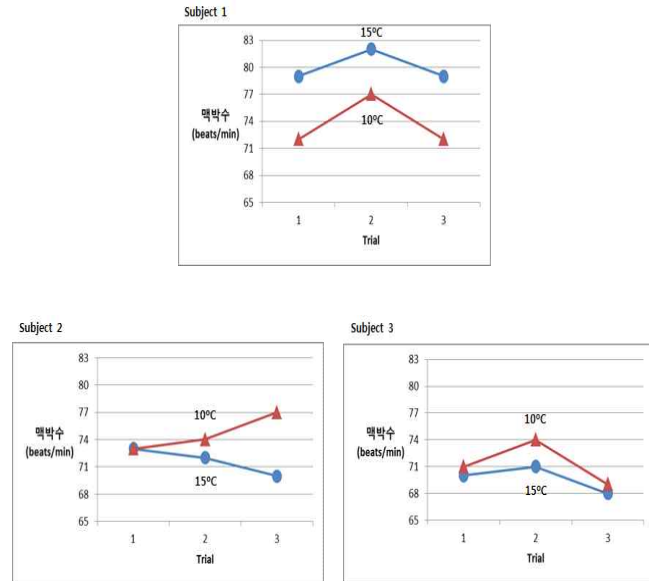 Subject 1
15ºC
83
80
77
맥박수
74
10ºC
(beats/min)
71
68
65
1 2 3
Trial
Subject 2
83
80
77
10ºC
맥박수
74
(beats/min)
71
15ºC
68
65
1 2 3
Trial
Subject 3
83
80
77
10ºC
맥박수
74
(beats/min)
71
15ºC
68
65
1 2 3
Trial